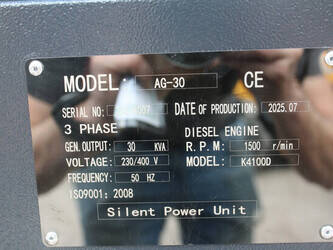 MODEL: AG-30 CE
SERIAL NO: DATE OF PRODUCTION: 2025.07
3 PHASE DIESEL ENGINE
GEN. OUTPUT: 30 KVA R.P.M: 1500 r/min
VOLTAGE: 230/400 V MODEL: K4100D
FREQUENCY: 50 HZ
ISO9001: 2008
Silent Power Unit